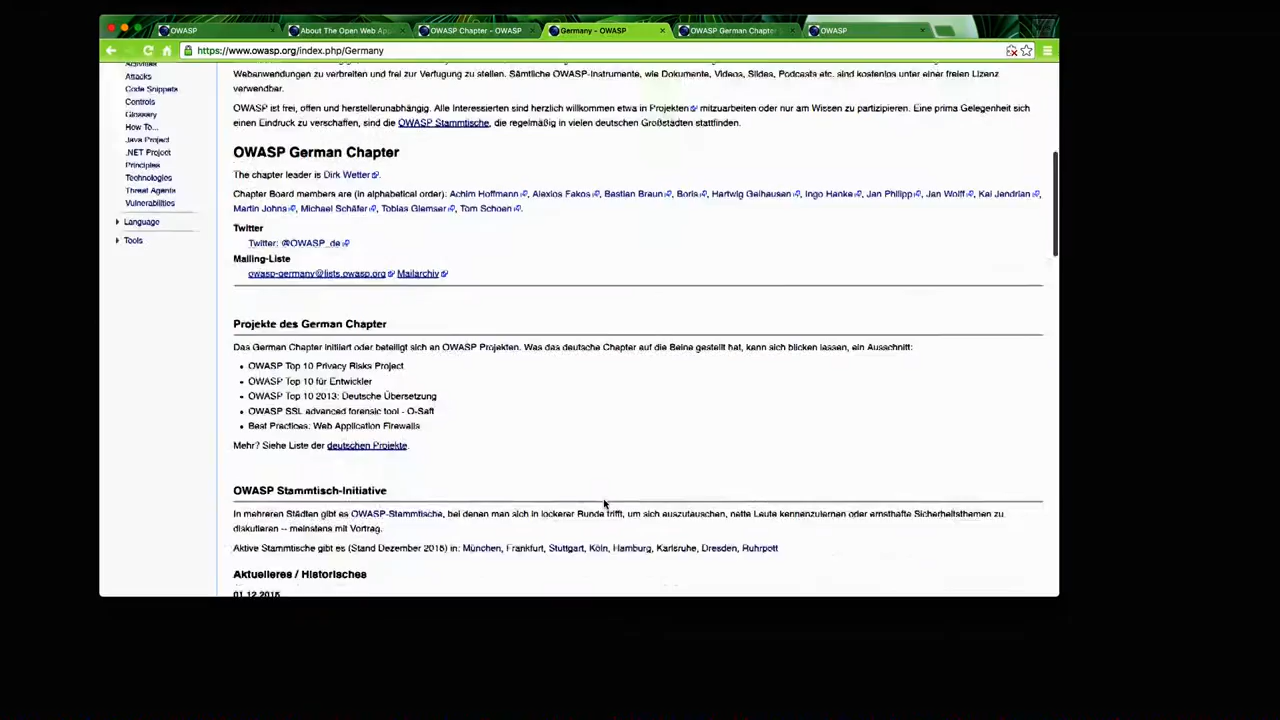 OWASP
About The Open Web App
OWASP Chapter - OWASP
Germany - OWASP
OWASP German Chapter
OWASP
https://www.owasp.org/index.php/Germany
Activities
Attacks
Code Snippets
Controls
Glossary
How To...
Java Project
.NET Project
Principles
Technologies
Threat Agents
Vulnerabilities
Language
Tools
Webanwendungen zu verbreiten und frei zur Verfugung zu stellen. Sämtliche OWASP-Instrumente, wie Dokumente, Videos, Slides, Podcasts etc. sind kostenlos unter einer freien Lizenz
verwendbar.
OWASP ist frei, offen und herstellerunabhängig. Alle Interessierten sind herzlich willkommen etwa in Projekten mitzuarbeiten oder nur am Wissen zu partizipieren. Eine prima Gelegenheit sich
einen Eindruck zu verschaffen, sind die OWASP Stammtische, die regelmäßig in vielen deutschen Großstädten stattfinden.
OWASP German Chapter
The chapter leader is Dirk Wetter.
Chapter Board members are (in alphabetical order): Achim Hoffmann, Alexios Fakos, Bastian Braun, Boris, Hartwig Gelhausen, Ingo Hanke, Jan Philipp, Jan Wolff, Kai Jendrian,
Martin Johns, Michael Schäfer, Tobias Glemser, Tom Schoen.
Twitter
Twitter: @OWASP_de
Mailing-Liste
owasp-germany@lists.owasp.org Mailarchiv
Projekte des German Chapter
Das German Chapter initiiert oder beteiligt sich an OWASP Projekten. Was das deutsche Chapter auf die Beine gestellt hat, kann sich blicken lassen, ein Ausschnitt:
• OWASP Top 10 Privacy Risks Project
• OWASP Top 10 für Entwickler
• OWASP Top 10 2013: Deutsche Übersetzung
• OWASP SSL advanced forensic tool - O-Saft
• Best Practices: Web Application Firewalls
Mehr? Siehe Liste der deutschen Projekte.
OWASP Stammtisch-Initiative
In mehreren Städten gibt es OWASP-Stammtische, bei denen man sich in lockerer Runde trifft, um sich auszutauschen, nette Leute kennenzulernen oder ernsthafte Sicherheitsthemen zu
diskutieren -- meinstens mit Vortrag.
Aktive Stammtische gibt es (Stand Dezember 2015) in: München, Frankfurt, Stuttgart, Köln, Hamburg, Karlsruhe, Dresden, Ruhrpott
Aktuelleres / Historisches
01.12.2015